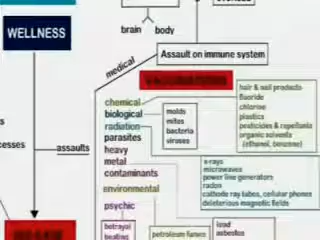 WELLNESS
brain body
Assault on immune system
medical
chemical
biological
radiation
parasites
heavy
metal
contaminants
environmental
psychic
assaults
molds
mites
bacteria
viruses
hair & nail products
fluoride
chlorine
plastics
pesticides & repellants
organic solvents
(ethanol, benzene)
x-rays
microwaves
power line generators
radon
cathode ray tubes, cellular phones
deleterious magnetic fields
betrayal
beating
petroleum fumes
lead
asbestos